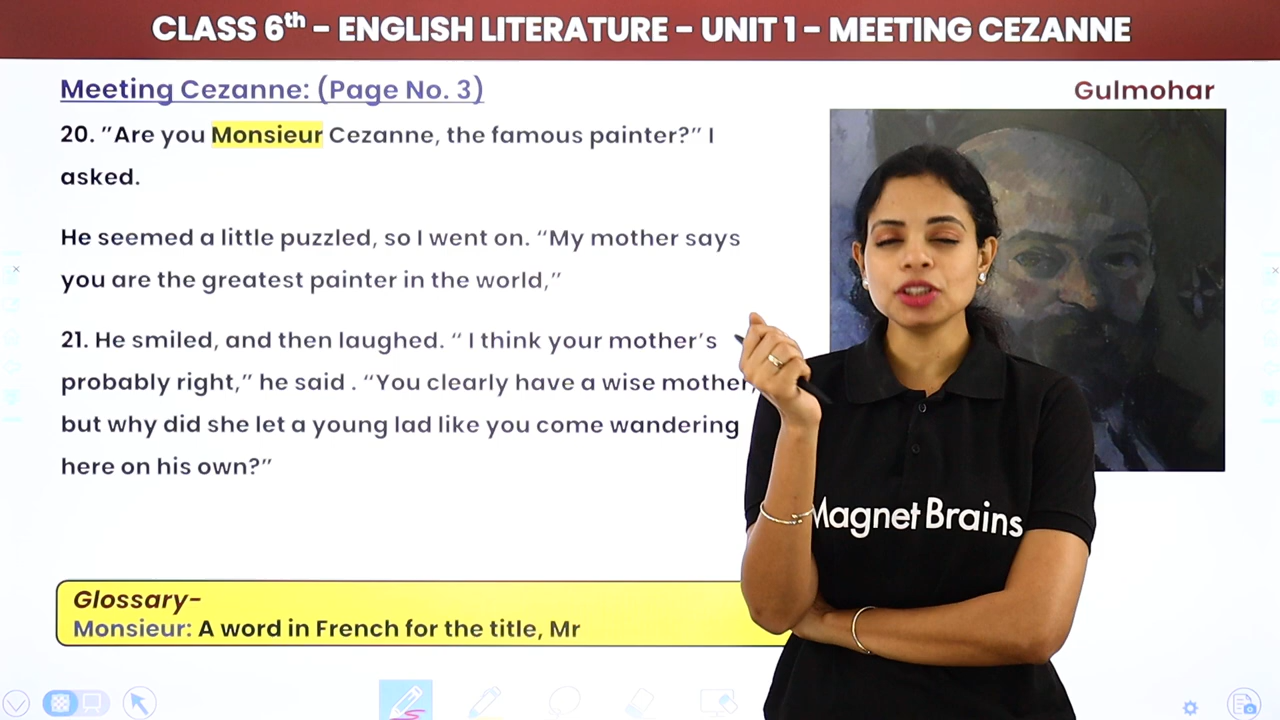 CLASS 6th – ENGLISH LITERATURE – UNIT 1 – MEETING CEZANNE
Meeting Cezanne: (Page No. 3)
Gulmohar
20. ”Are you Monsieur Cezanne, the famous painter?” I
asked.
He seemed a little puzzled, so I went on. “My mother says
you are the greatest painter in the world,”
21. He smiled, and then laughed. “ I think your mother’s
probably right,” he said . “You clearly have a wise mother,
but why did she let a young lad like you come wandering
here on his own?”
Magnet Brains
Glossary-
Monsieur: A word in French for the title, Mr